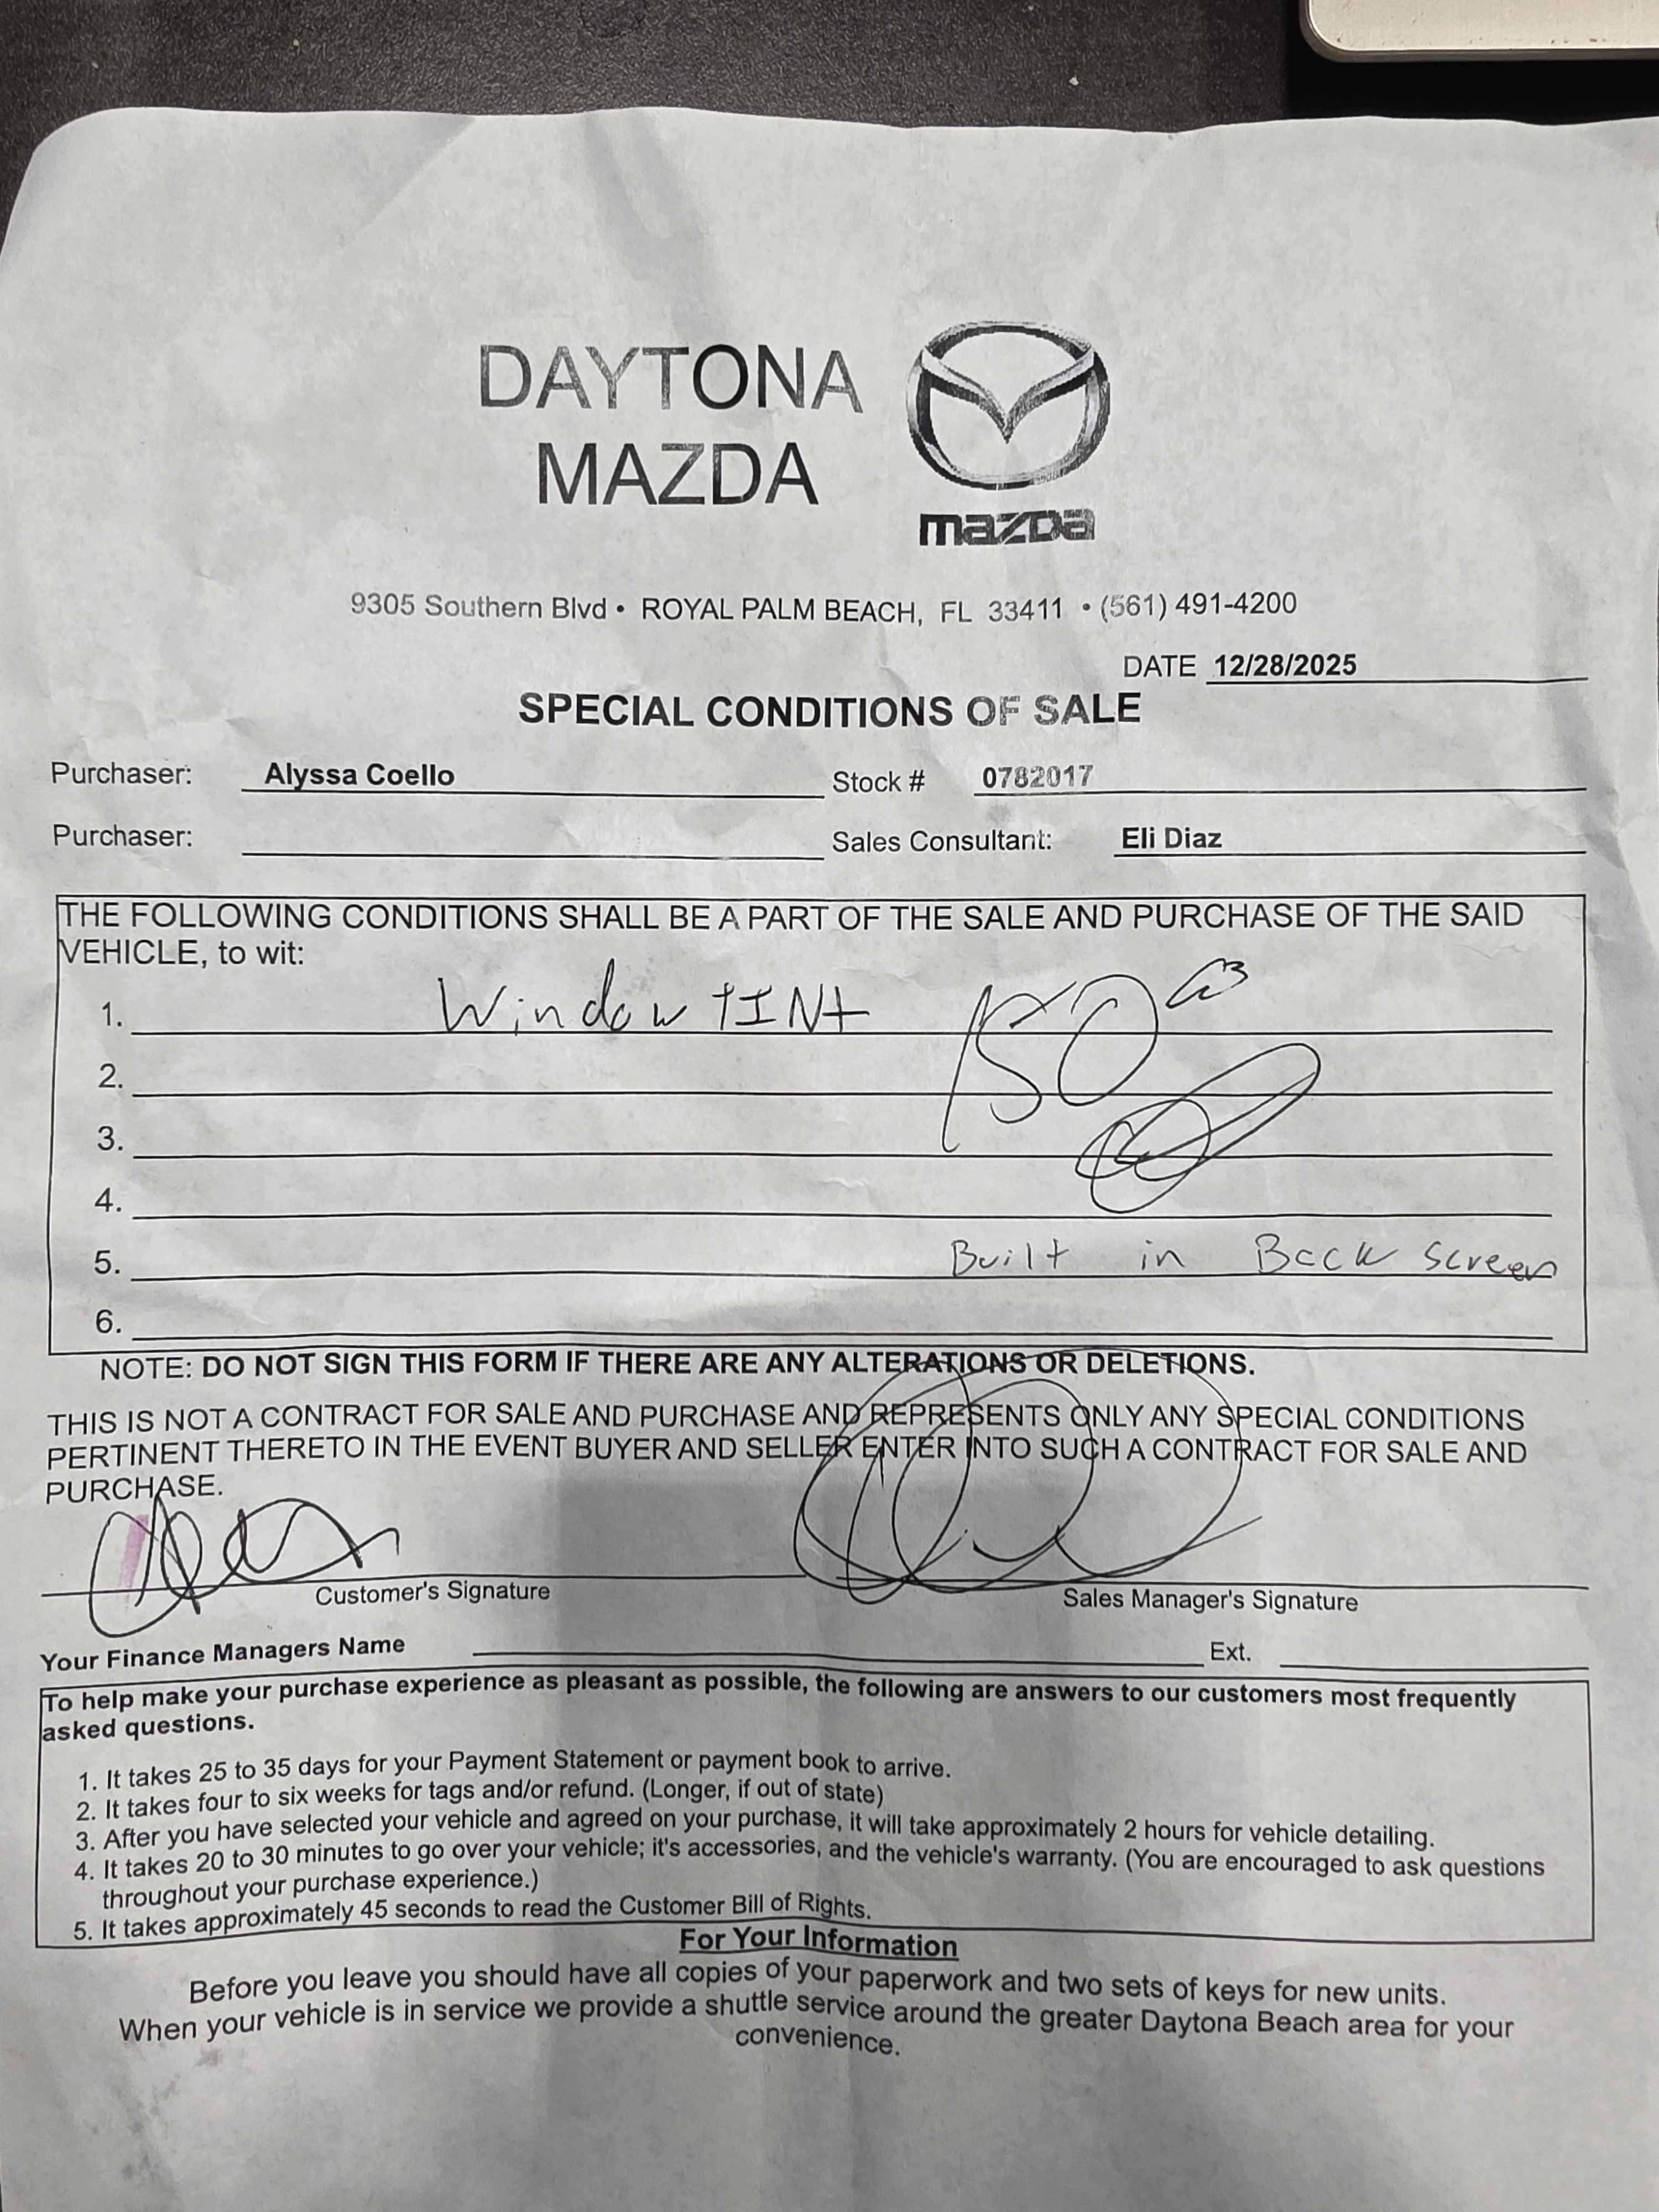 DAYTONA
MAZDA
mazda
9305 Southern Blvd • ROYAL PALM BEACH, FL 33411 • (561) 491-4200
DATE 12/28/2025
SPECIAL CONDITIONS OF SALE
Purchaser: Alyssa Coello Stock # 0782017
Purchaser: Sales Consultant: Eli Diaz
THE FOLLOWING CONDITIONS SHALL BE A PART OF THE SALE AND PURCHASE OF THE SAID
VEHICLE, to wit:
1. Window tINt
2.
3.
4.
5. Built in Back screen
6.
NOTE: DO NOT SIGN THIS FORM IF THERE ARE ANY ALTERATIONS OR DELETIONS.
THIS IS NOT A CONTRACT FOR SALE AND PURCHASE AND REPRESENTS ONLY ANY SPECIAL CONDITIONS
PERTINENT THERETO IN THE EVENT BUYER AND SELLER ENTER INTO SUCH A CONTRACT FOR SALE AND
PURCHASE.
Customer's Signature Sales Manager's Signature
Your Finance Managers Name Ext.
To help make your purchase experience as pleasant as possible, the following are answers to our customers most frequently
asked questions.
1. It takes 25 to 35 days for your Payment Statement or payment book to arrive.
2. It takes four to six weeks for tags and/or refund. (Longer, if out of state)
3. After you have selected your vehicle and agreed on your purchase, it will take approximately 2 hours for vehicle detailing.
4. It takes 20 to 30 minutes to go over your vehicle; it's accessories, and the vehicle's warranty. (You are encouraged to ask questions
throughout your purchase experience.)
5. It takes approximately 45 seconds to read the Customer Bill of Rights.
For Your Information
Before you leave you should have all copies of your paperwork and two sets of keys for new units.
When your vehicle is in service we provide a shuttle service around the greater Daytona Beach area for your
convenience.